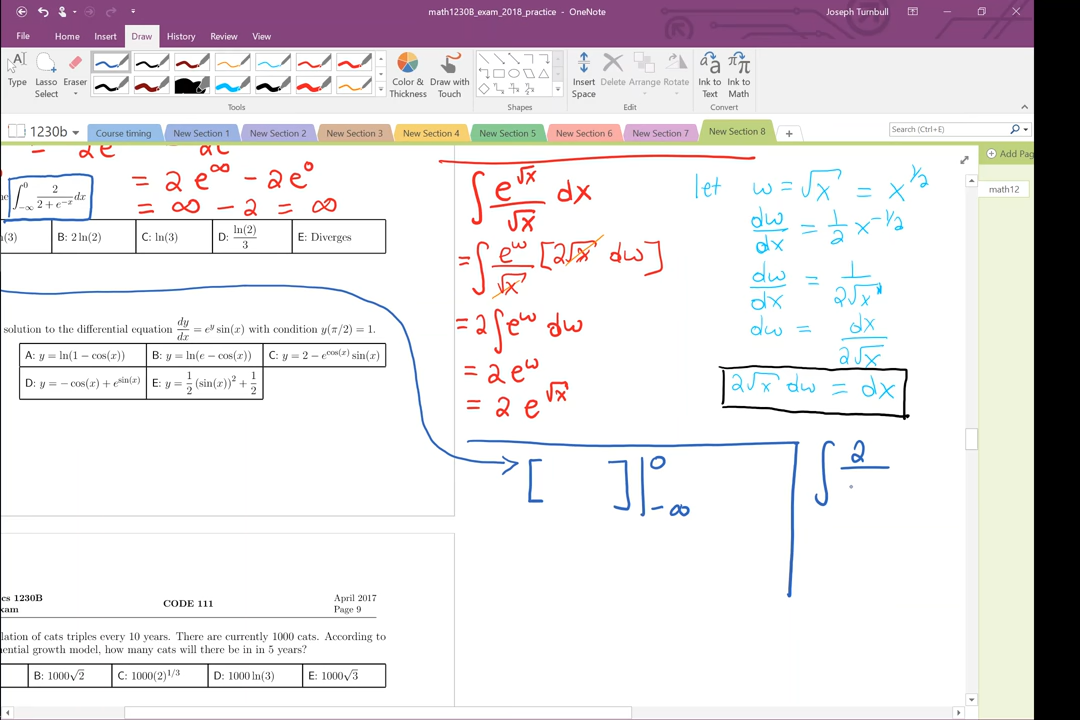 math1230B_exam_2018_practice - OneNote
Joseph Turnbull
File Home Insert Draw History Review View
Type Lasso Select Eraser Color & Thickness Draw with Touch Insert Space Delete Arrange Rotate Ink to Text Ink to Math
Tools Shapes Edit Convert
1230b Course timing New Section 1 New Section 2 New Section 3 New Section 4 New Section 5 New Section 6 New Section 7 New Section 8 +
Search (Ctrl+E)
Add Page
math12
= 2e^∞ - 2e^0
= ∞ - 2 = ∞
∫_{-∞}^0 2/(2 + e^{-x}) dx
n(3) B: 2 ln(2) C: ln(3) D: ln(2)/3 E: Diverges
solution to the differential equation dy/dx = e^y sin(x) with condition y(π/2) = 1.
A: y = ln(1 − cos(x)) B: y = ln(e − cos(x)) C: y = 2 − e^{cos(x)} sin(x)
D: y = − cos(x) + e^{sin(x)} E: y = 1/2 (sin(x))^2 + 1/2
∫ e^{√x}/√x dx
= ∫ e^w/√x [2√x dw]
= 2 ∫ e^w dw
= 2 e^w
= 2 e^{√x}
let w = √x = x^{1/2}
dw/dx = 1/2 x^{-1/2}
dw/dx = 1/(2√x)
dw = dx/(2√x)
2√x dw = dx
[ ]|_{-∞}^0
∫ 2
cs 1230B
xam
CODE 111
April 2017
Page 9
lation of cats triples every 10 years. There are currently 1000 cats. According to
nential growth model, how many cats will there be in in 5 years?
B: 1000√2 C: 1000(2)^{1/3} D: 1000 ln(3) E: 1000√3